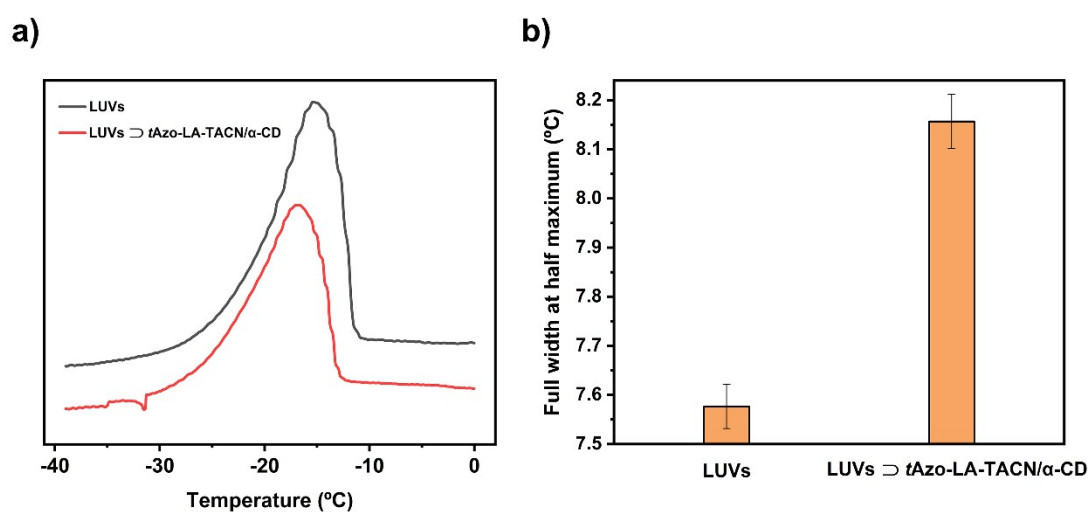 a)
LUVs
LUVs ⊃ tAzo-LA-TACN/α-CD
-40
-30
-20
-10
0
Temperature (ºC)
b)
Full width at half maximum (ºC)
8.2
8.1
8.0
7.9
7.8
7.7
7.6
7.5
LUVs
LUVs ⊃ tAzo-LA-TACN/α-CD